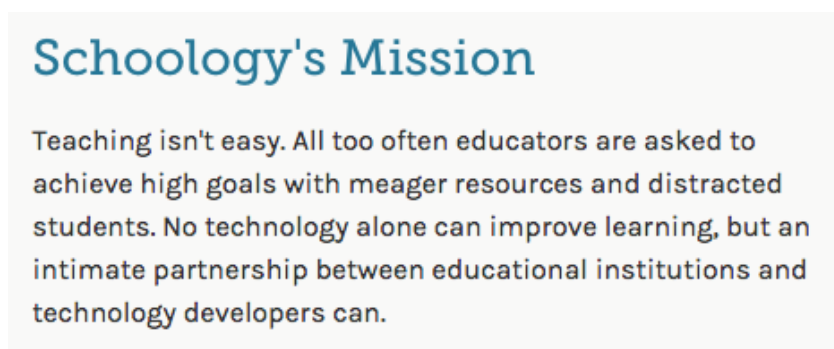 Schoology's Mission
Teaching isn't easy. All too often educators are asked to
achieve high goals with meager resources and distracted
students. No technology alone can improve learning, but an
intimate partnership between educational institutions and
technology developers can.